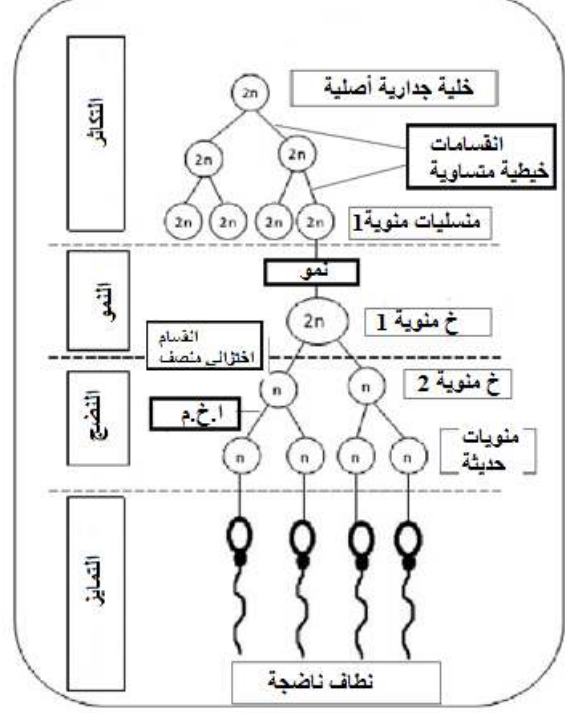 التكاثر
خلية جدارية أصلية
2n
2n
2n
انقسامات
خيطية متساوية
2n
2n
2n
2n
منسليات منوية1
النمو
نمو
2n
خ منوية 1
النضج
انقسام
اختزالي منصف
n
n
خ منوية 2
ا.خ.م
n
n
n
n
منويات
حديثة
التمايز
نطاف ناضجة